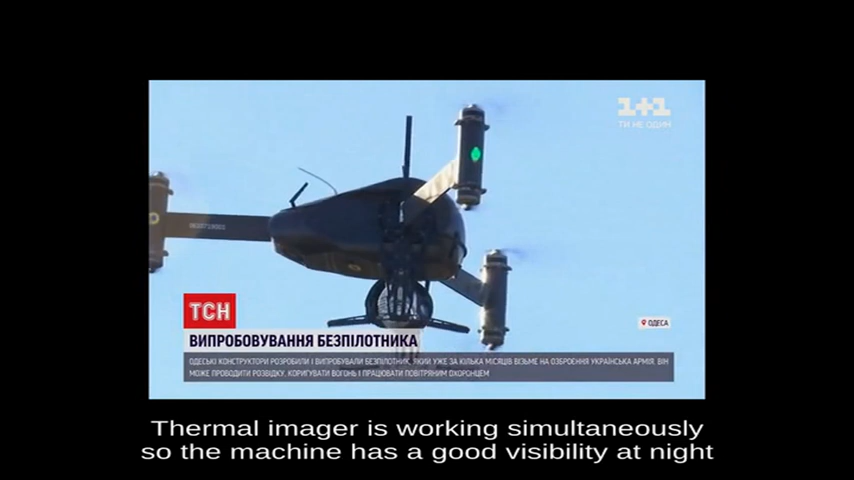 1+1
ТИ НЕ ОДИН
0620719001
ТСН
ОДЕСА
ВИПРОБОВУВАННЯ БЕЗПІЛОТНИКА
ОДЕСЬКІ КОНСТРУКТОРИ РОЗРОБИЛИ І ВИПРОБУВАЛИ БЕЗПІЛОТНИК, ЯКИЙ УЖЕ ЗА КІЛЬКА МІСЯЦІВ ВІЗЬМЕ НА ОЗБРОЄННЯ УКРАЇНСЬКА АРМІЯ. ВІН
МОЖЕ ПРОВОДИТИ РОЗВІДКУ, КОРИГУВАТИ ВОГОНЬ І ПРАЦЮВАТИ ПОВІТРЯНИМ ОХОРОНЦЕМ
Thermal imager is working simultaneously
so the machine has a good visibility at night